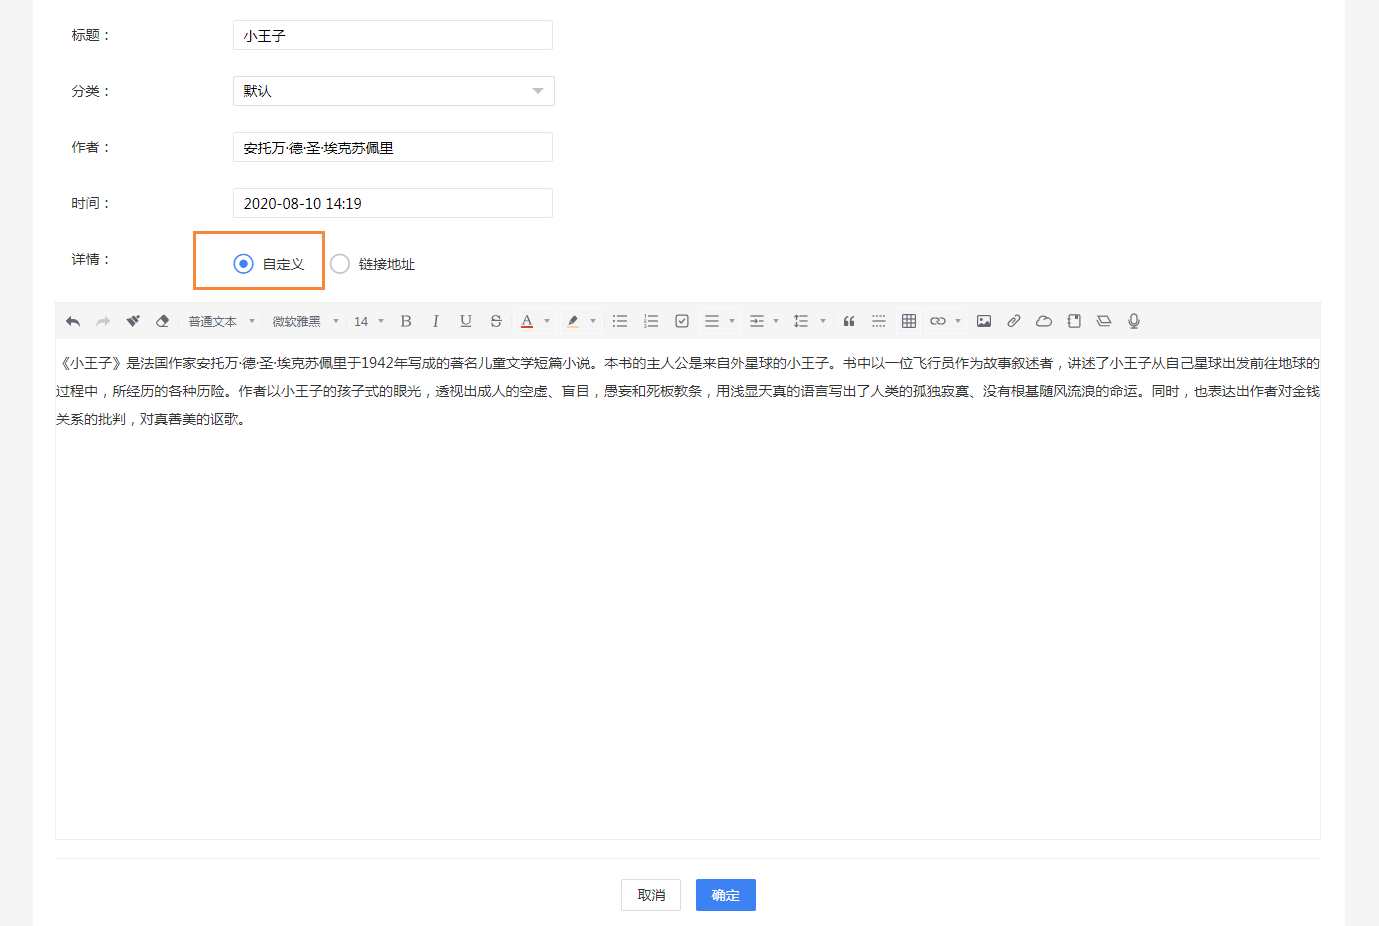 标题：
小王子
分类：
默认
作者：
安托万·德·圣·埃克苏佩里
时间：
2020-08-10 14:19
详情：
自定义 链接地址
普通文本 微软雅黑 14 B I U S A
《小王子》是法国作家安托万·德·圣·埃克苏佩里于1942年写成的著名儿童文学短篇小说。本书的主人公是来自外星球的小王子。书中以一位飞行员作为故事叙述者，讲述了小王子从自己星球出发前往地球的
过程中，所经历的各种历险。作者以小王子的孩子式的眼光，透视出成人的空虚、盲目，愚妄和死板教条，用浅显天真的语言写出了人类的孤独寂寞、没有根基随风流浪的命运。同时，也表达出作者对金钱
关系的批判，对真善美的讴歌。
取消 确定